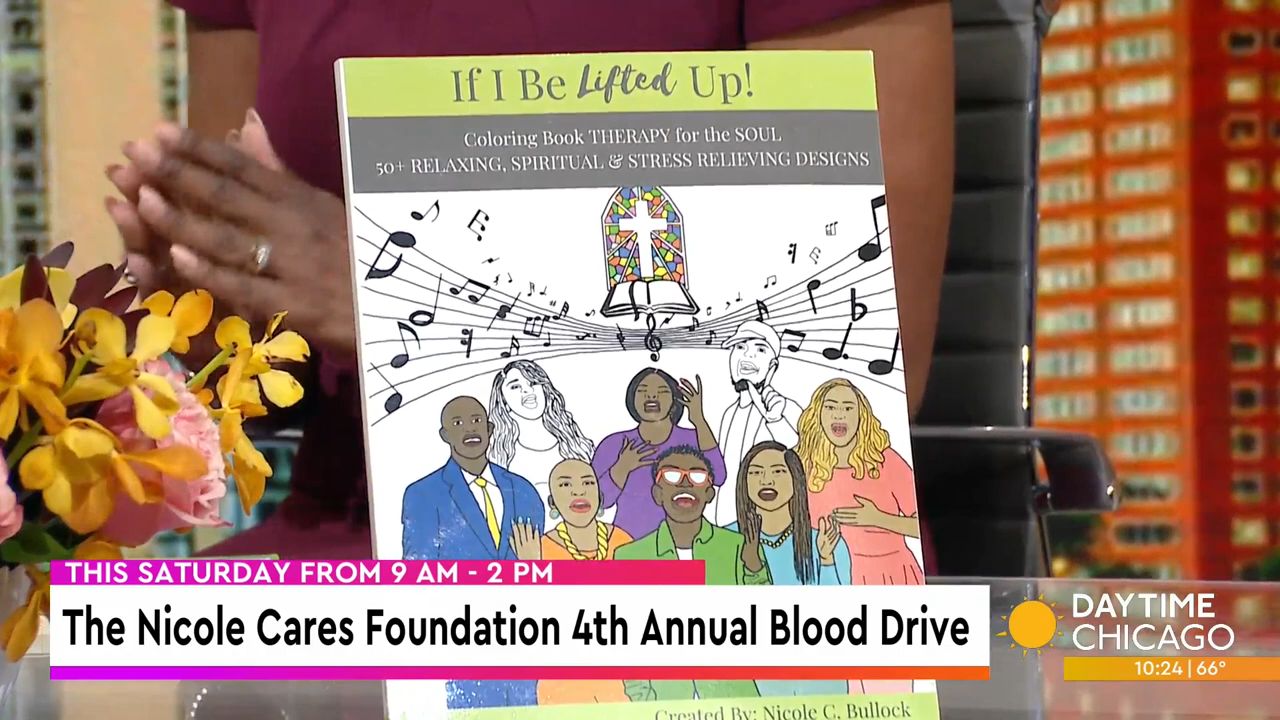 If I Be Lifted Up!
Coloring Book THERAPY for the SOUL
50+ RELAXING, SPIRITUAL & STRESS RELIEVING DESIGNS
THIS SATURDAY FROM 9 AM - 2 PM
The Nicole Cares Foundation 4th Annual Blood Drive
DAYTIME
CHICAGO
10:24 | 66°
Created By: Nicole C. Bullock